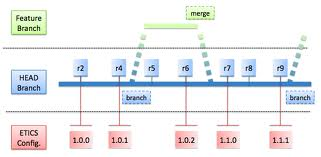 Feature
Branch
merge
r2 r4 r5 r6 r7 r8 r9
HEAD
Branch
branch branch
ETICS
Config.
1.0.0 1.0.1 1.0.2 1.1.0 1.1.1